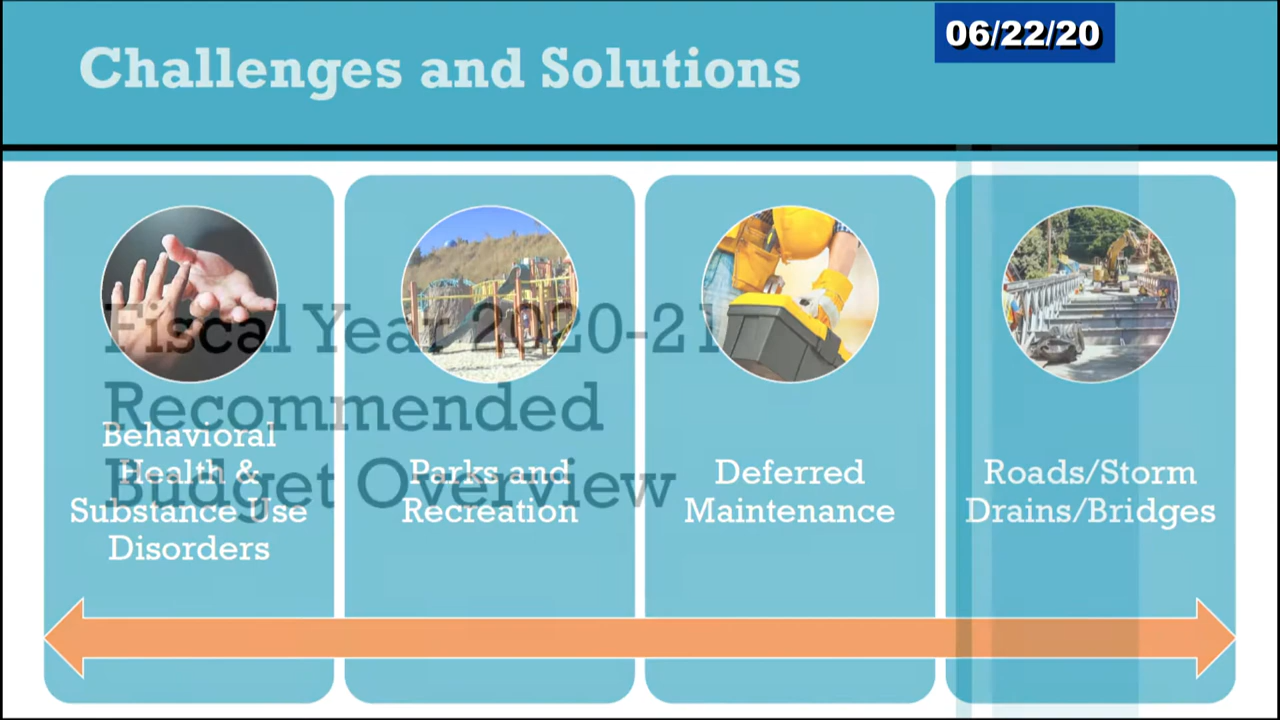 Challenges and Solutions
06/22/20
Fiscal Year 2020-21
Recommended
Budget Overview
Behavioral
Health &
Substance Use
Disorders
Parks and
Recreation
Deferred
Maintenance
Roads/Storm
Drains/Bridges